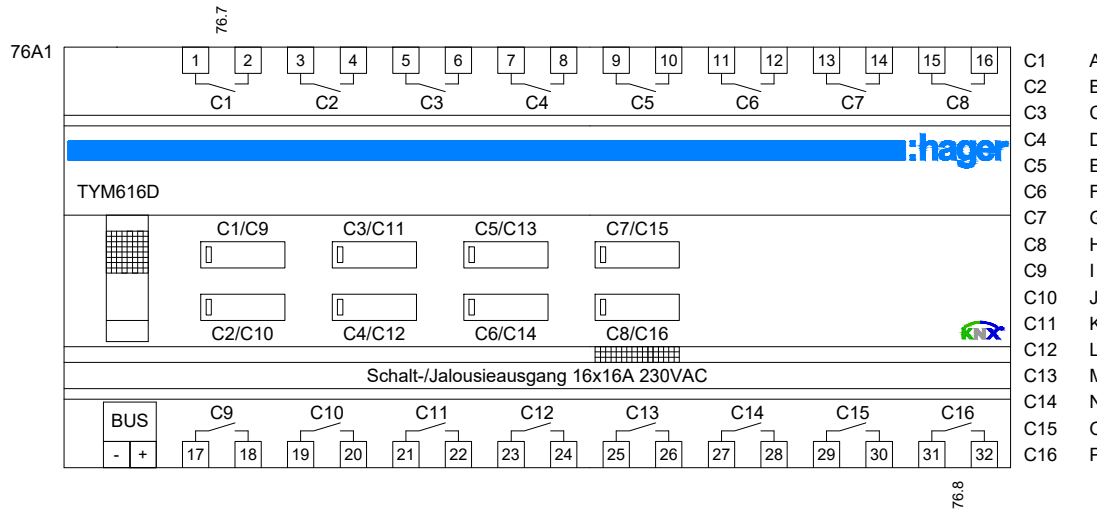 76.7
76A1
1 2 3 4 5 6 7 8 9 10 11 12 13 14 15 16
C1 C2 C3 C4 C5 C6 C7 C8
:hager
TYM616D
C1/C9 C3/C11 C5/C13 C7/C15
C2/C10 C4/C12 C6/C14 C8/C16
KNX
Schalt-/Jalousieausgang 16x16A 230VAC
BUS
- +
C9 C10 C11 C12 C13 C14 C15 C16
17 18 19 20 21 22 23 24 25 26 27 28 29 30 31 32
76.8
C1 A
C2
C3
C4
C5
C6
C7
C8
C9 I
C10 J
C11 K
C12 L
C13
C14
C15
C16